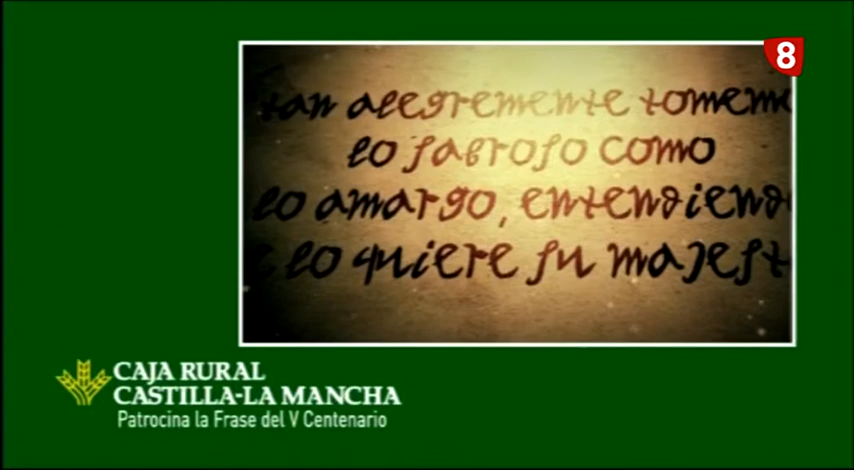 8
tan alegremente tomemo
lo ſabroſo como
lo amargo, entendiend
e lo quiere ſu majeſt
CAJA RURAL
CASTILLA-LA MANCHA
Patrocina la Frase del V Centenario